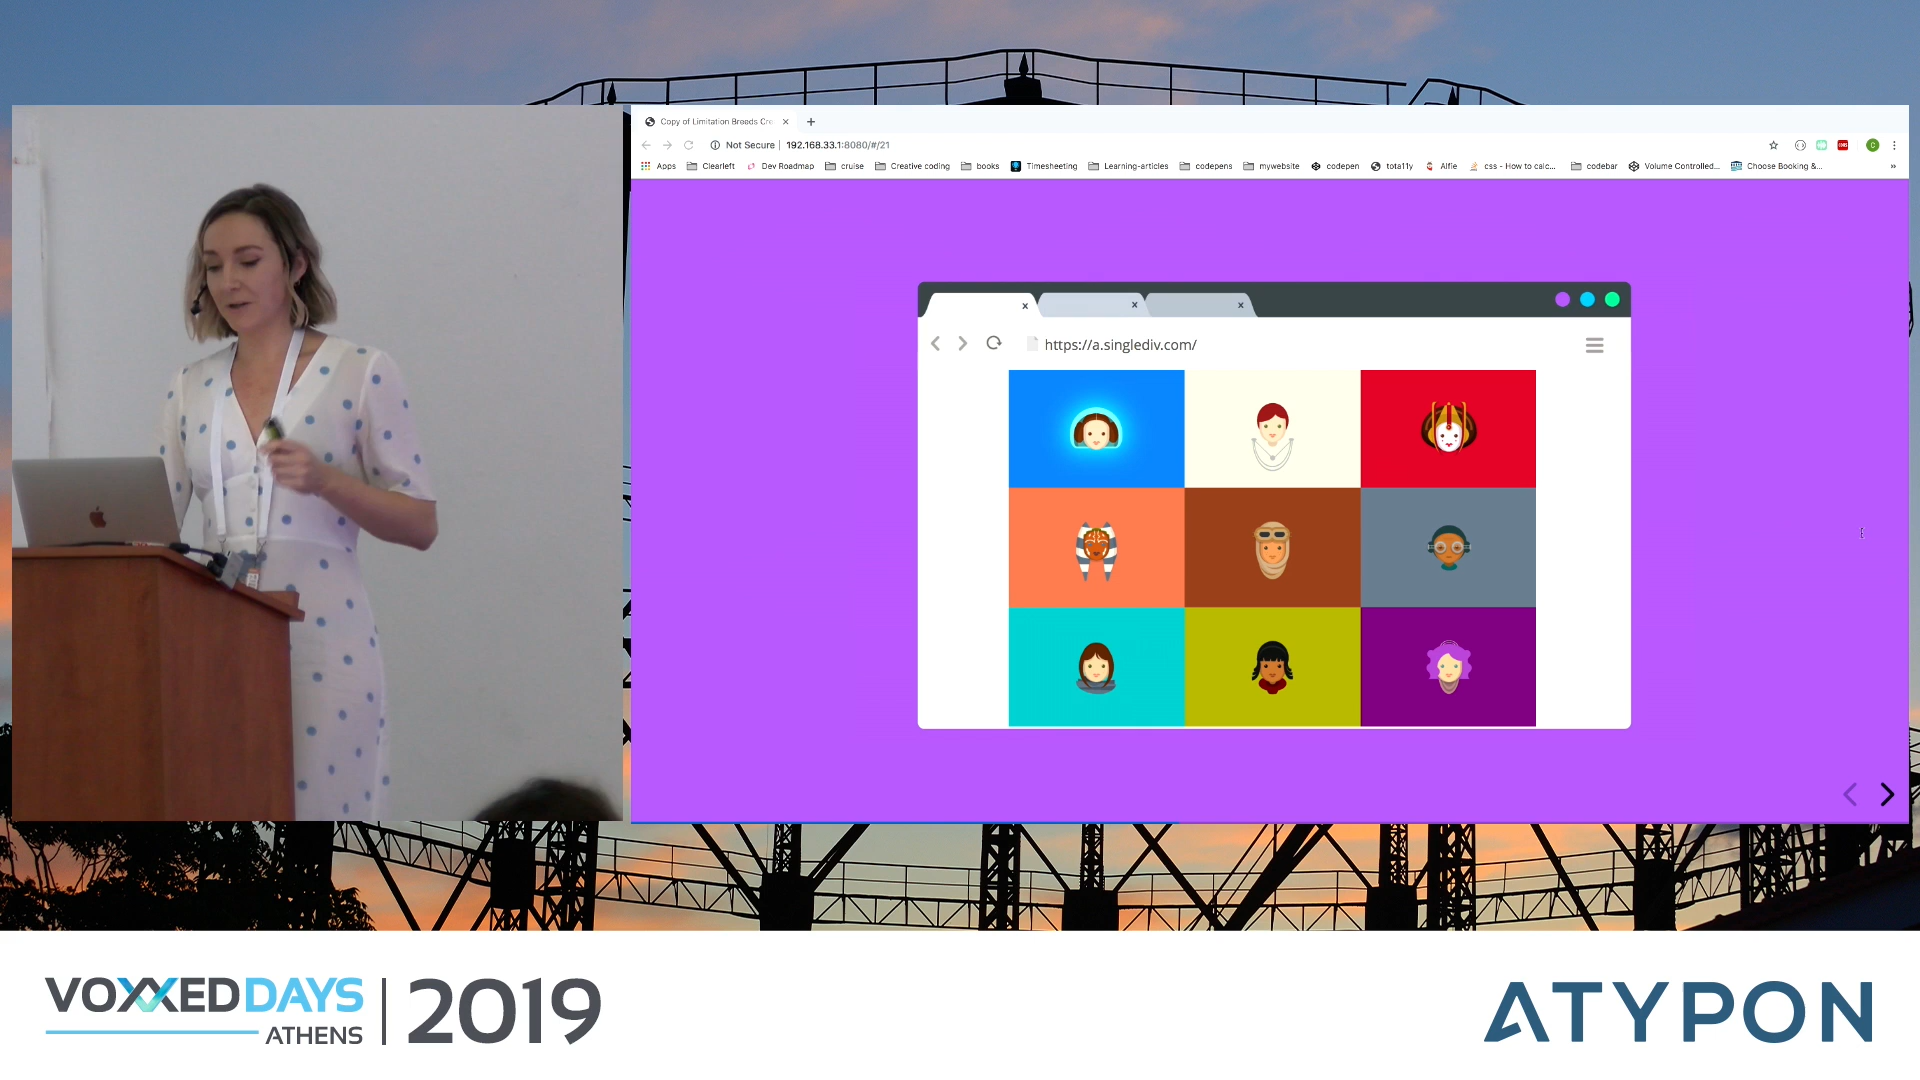 Copy of Limitation Breeds Cre
Not Secure | 192.168.33.1:8080/#/21
Apps Clearleft Dev Roadmap cruise Creative coding books Timesheeting Learning-articles codepens mywebsite codepen tota11y Alfie css - How to calc... codebar Volume Controlled... Choose Booking &... »
https://a.singlediv.com/
VOXXED DAYS
ATHENS
2019
ATYPON